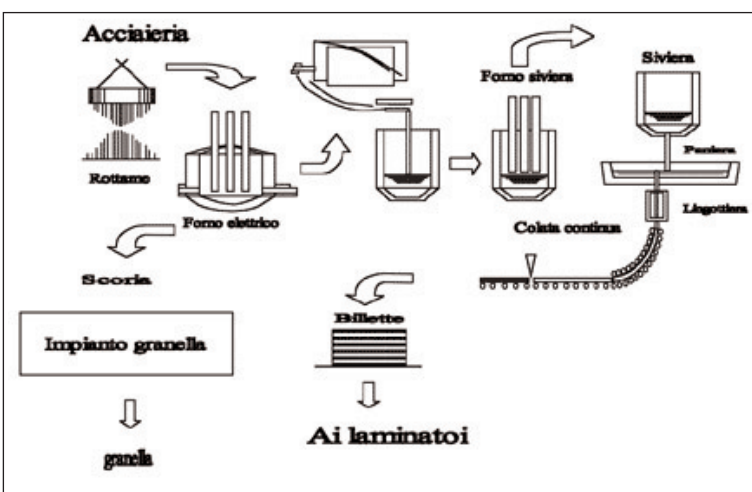 Acciaieria
Rottame
Forno elettrico
Forno siviera
Siviera
Paniera
Lingottiera
Colata continua
Scoria
Billette
Impianto granella
granella
Ai laminatoi